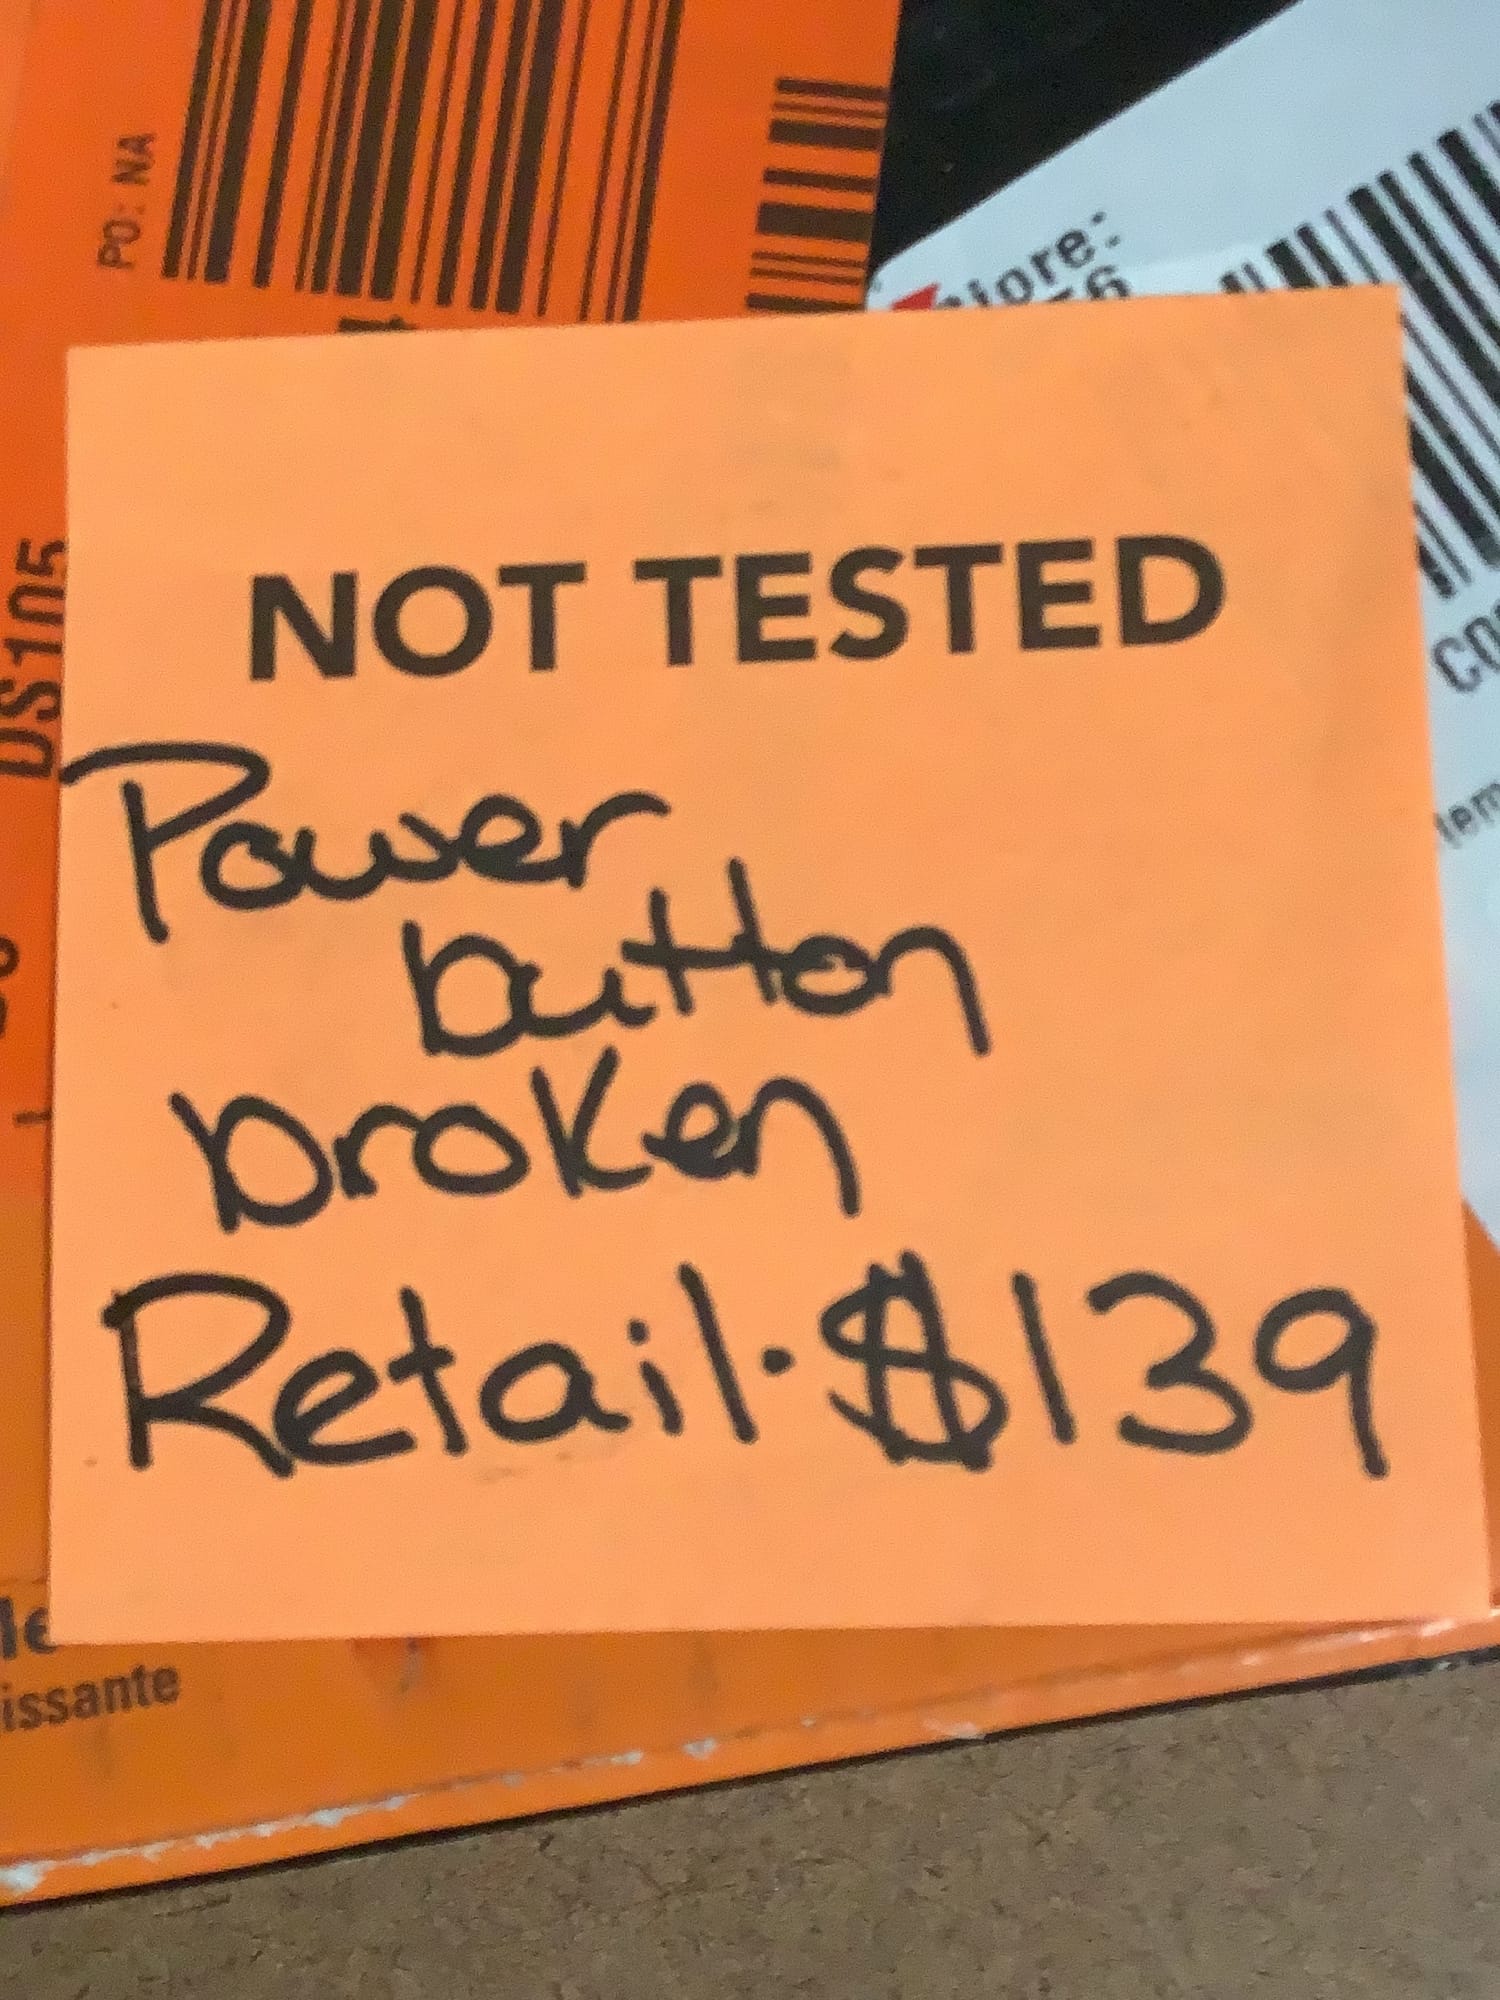 PO: NA
DS105
NOT TESTED
Power
button
broken
Retail. $139
issante